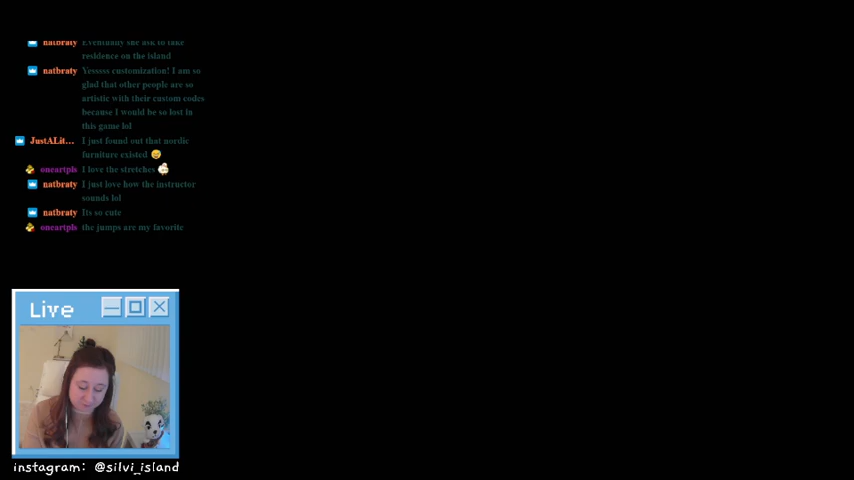 natbraty Eventually she ask to take
residence on the island
natbraty Yesssss customization! I am so
glad that other people are so
artistic with their custom codes
because I would be so lost in
this game lol
JustALit... I just found out that nordic
furniture existed
oneartpls I love the stretches
natbraty I just love how the instructor
sounds lol
natbraty Its so cute
oneartpls the jumps are my favorite
Live
instagram: @silvi_island